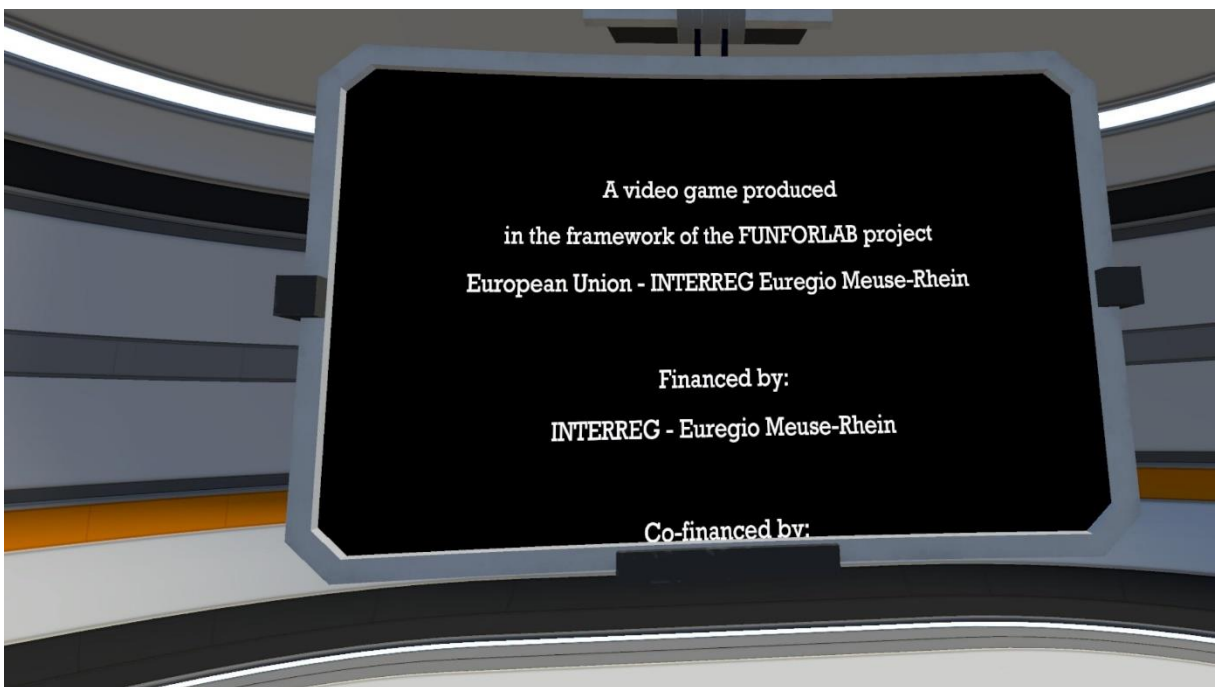 A video game produced
in the framework of the FUNFORLAB project
European Union - INTERREG Euregio Meuse-Rhein
Financed by:
INTERREG - Euregio Meuse-Rhein
Co-financed by: